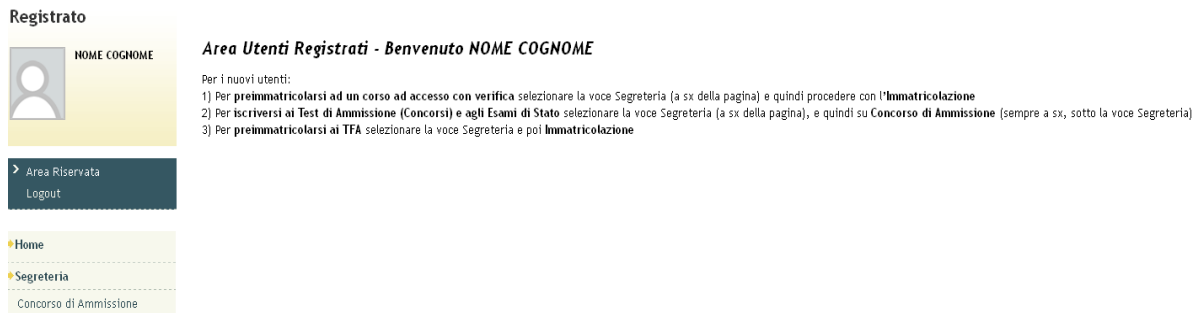 Registrato
NOME COGNOME
Area Riservata
Logout
Home
Segreteria
Concorso di Ammissione
Area Utenti Registrati - Benvenuto NOME COGNOME
Per i nuovi utenti:
1) Per preimmatricolarsi ad un corso ad accesso con verifica selezionare la voce Segreteria (a sx della pagina) e quindi procedere con l'Immatricolazione
2) Per iscriversi ai Test di Ammissione (Concorsi) e agli Esami di Stato selezionare la voce Segreteria (a sx della pagina), e quindi su Concorso di Ammissione (sempre a sx, sotto la voce Segreteria)
3) Per preimmatricolarsi ai TFA selezionare la voce Segreteria e poi Immatricolazione